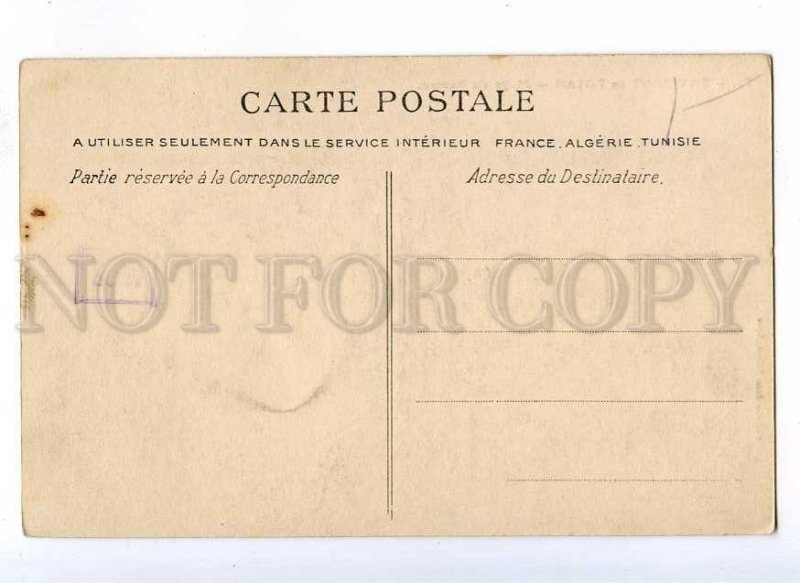 CARTE POSTALE
A UTILISER SEULEMENT DANS LE SERVICE INTÉRIEUR FRANCE. ALGÉRIE. TUNISIE
Partie réservée à la Correspondance
Adresse du Destinataire.
NOT FOR COPY